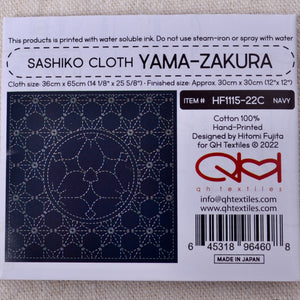 This products is printed with water soluble ink. Do not use steam-iron or spray with water
SASHIKO CLOTH YAMA-ZAKURA
Cloth size: 36cm x 65cm (14 1/8" x 25 5/8") · Finished size: Approx. 30cm x 30cm (12"x 12")
ITEM # HF1115-22C NAVY
Cotton 100%
Hand-Printed
Designed by Hitomi Fujita
for QH Textiles © 2022
QH
qh textiles
info@qhtextiles.com
www.qhtextiles.com
6 45318 96460 8
MADE IN JAPAN